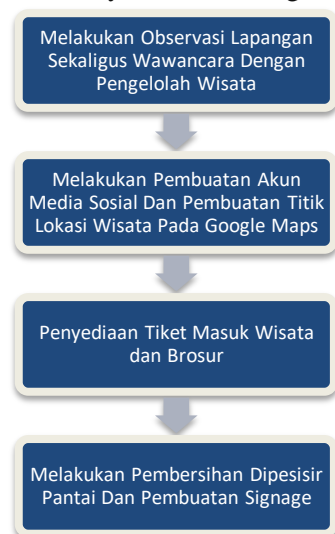 Melakukan Observasi Lapangan
Sekaligus Wawancara Dengan
Pengelolah Wisata
Melakukan Pembuatan Akun
Media Sosial Dan Pembuatan Titik
Lokasi Wisata Pada Google Maps
Penyediaan Tiket Masuk Wisata
dan Brosur
Melakukan Pembersihan Dipesisir
Pantai Dan Pembuatan Signage